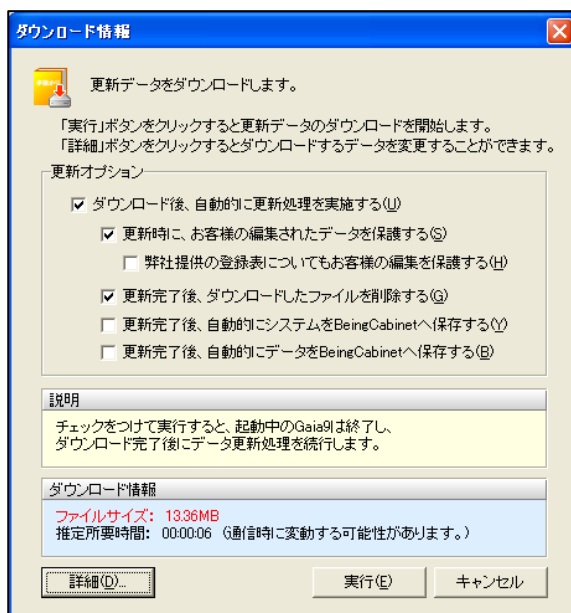 ダウンロード情報
更新データをダウンロードします。
「実行」ボタンをクリックすると更新データのダウンロードを開始します。
「詳細」ボタンをクリックするとダウンロードするデータを変更することができます。
更新オプション
ダウンロード後、自動的に更新処理を実施する(U)
更新時に、お客様の編集されたデータを保護する(S)
弊社提供の登録表についてもお客様の編集を保護する(H)
更新完了後、ダウンロードしたファイルを削除する(G)
更新完了後、自動的にシステムをBeingCabinetへ保存する(Y)
更新完了後、自動的にデータをBeingCabinetへ保存する(B)
説明
チェックをつけて実行すると、起動中のGaia9は終了し、
ダウンロード完了後にデータ更新処理を続行します。
ダウンロード情報
ファイルサイズ: 13.36MB
推定所要時間: 00:00:06 (通信時に変動する可能性があります。)
詳細(D)... 実行(E) キャンセル